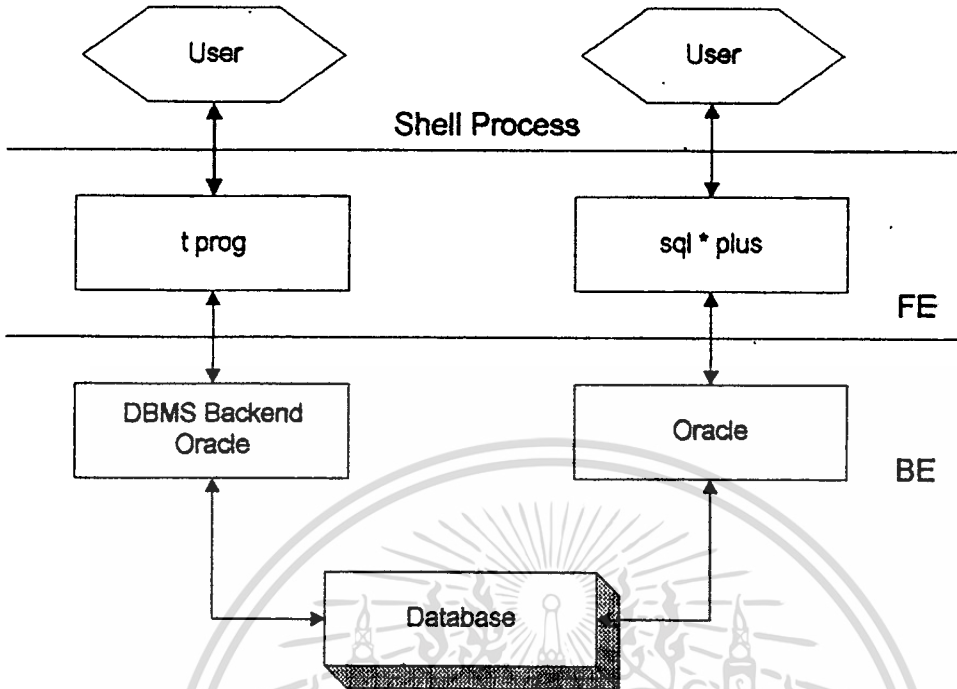 User
User
Shell Process
t prog
sql * plus
FE
DBMS Backend
Oracle
Oracle
BE
Database